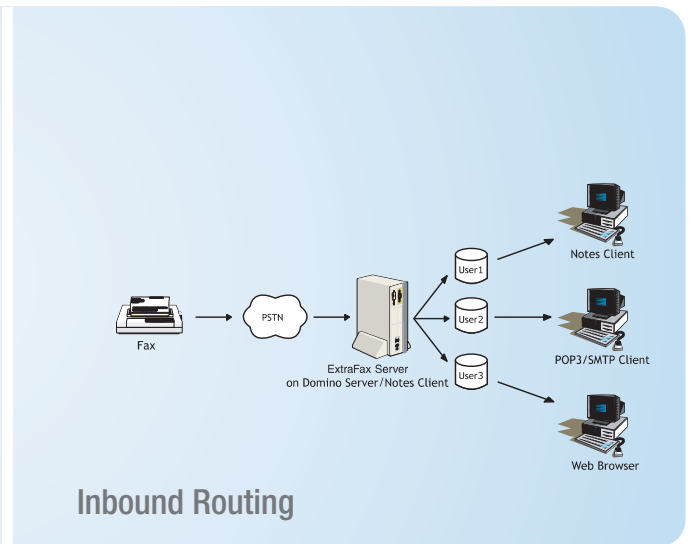 Fax
PSTN
ExtraFax Server
on Domino Server/Notes Client
User1
User2
User3
Notes Client
POP3/SMTP Client
Web Browser
Inbound Routing